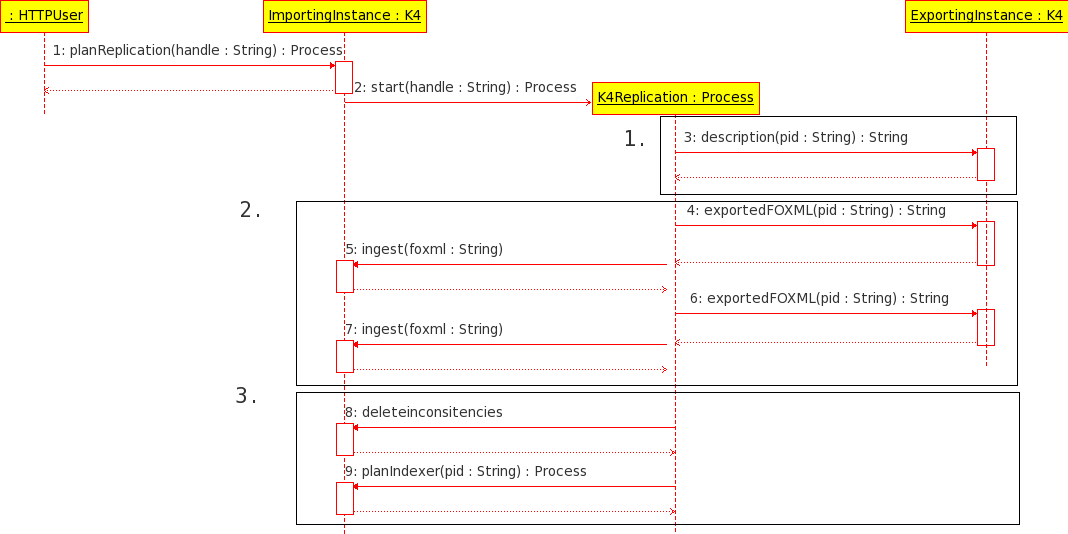 : HTTPUser
ImportingInstance : K4
ExportingInstance : K4
1: planReplication(handle : String) : Process
2: start(handle : String) : Process
K4Replication : Process
1.
3: description(pid : String) : String
2.
4: exportedFOXML(pid : String) : String
5: ingest(foxml : String)
6: exportedFOXML(pid : String) : String
7: ingest(foxml : String)
3.
8: deleteinconsitencies
9: planIndexer(pid : String) : Process